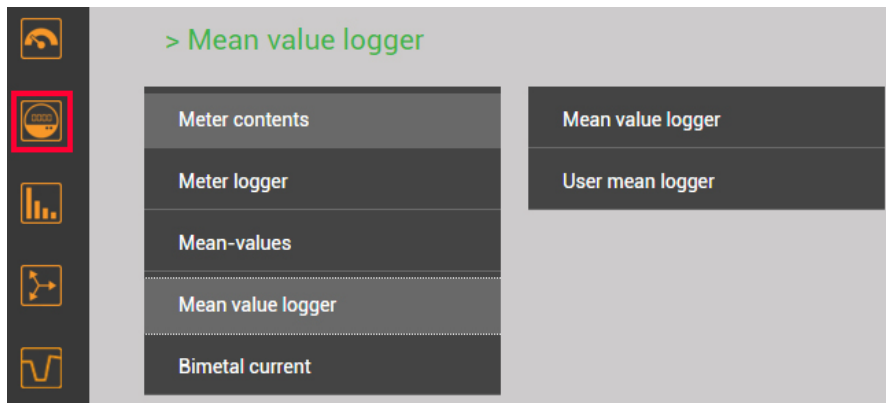 > Mean value logger
Meter contents
Meter logger
Mean-values
Mean value logger
Bimetal current
Mean value logger
User mean logger